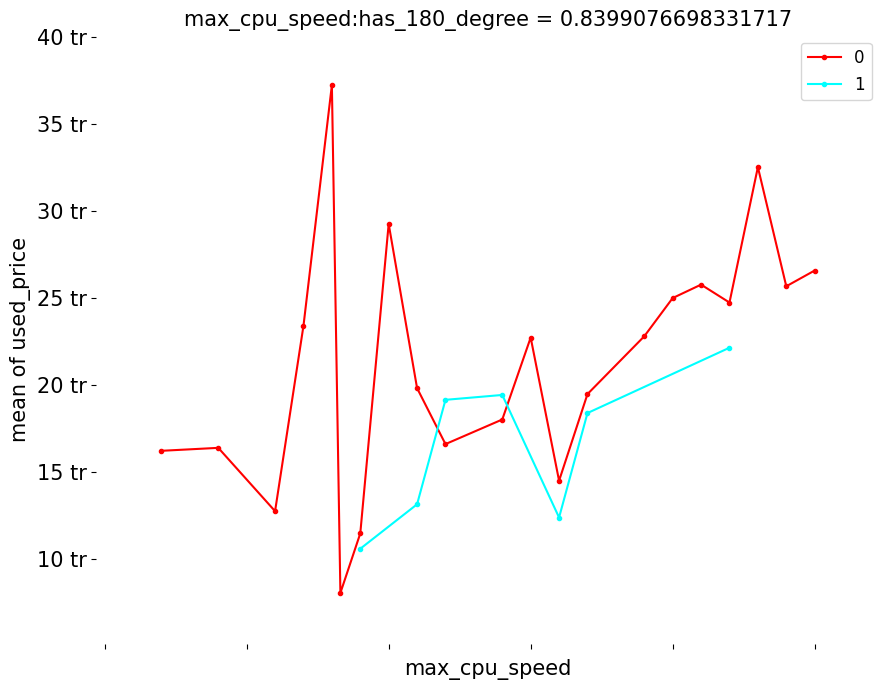 max_cpu_speed:has_180_degree = 0.8399076698331717
40 tr
35 tr
30 tr
25 tr
20 tr
15 tr
10 tr
mean of used_price
0
1
max_cpu_speed